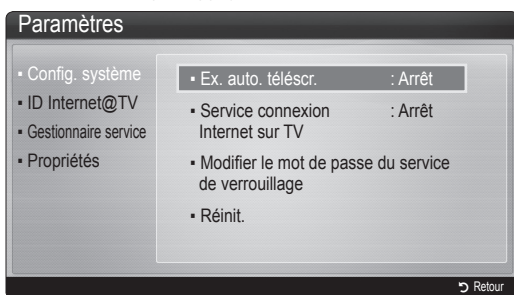 Paramètres
▪ Config. système
▪ ID Internet@TV
▪ Gestionnaire service
▪ Propriétés
▪ Ex. auto. téléscr. : Arrêt
▪ Service connexion : Arrêt
Internet sur TV
▪ Modifier le mot de passe du service
de verrouillage
▪ Réinit.
Retour